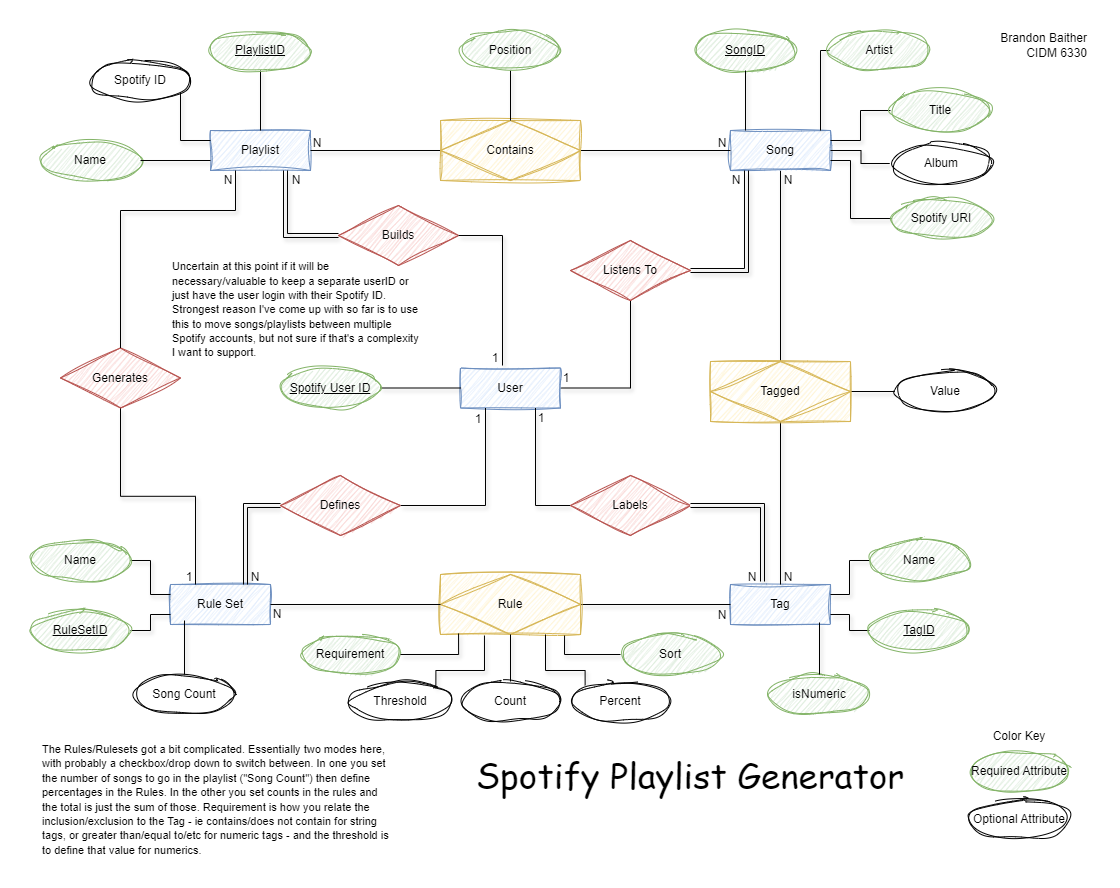 Brandon Baither
CIDM 6330
PlaylistID
Position
SongID
Artist
Spotify ID
Title
Name
Playlist
N
Contains
N
Song
Album
N
N
N
N
Spotify URI
Builds
Listens To
Uncertain at this point if it will be
necessary/valuable to keep a separate userID or
just have the user login with their Spotify ID.
Strongest reason I've come up with so far is to use
this to move songs/playlists between multiple
Spotify accounts, but not sure if that's a complexity
I want to support.
1
Generates
Spotify User ID
User
1
Tagged
Value
1
1
Defines
Labels
Name
Name
1
N
N
N
Rule Set
N
Rule
N
Tag
RuleSetID
TagID
Requirement
Sort
Song Count
Threshold
Count
Percent
isNumeric
The Rules/Rulesets got a bit complicated. Essentially two modes here,
with probably a checkbox/drop down to switch between. In one you set
the number of songs to go in the playlist ("Song Count") then define
percentages in the Rules. In the other you set counts in the rules and
the total is just the sum of those. Requirement is how you relate the
inclusion/exclusion to the Tag - ie contains/does not contain for string
tags, or greater than/equal to/etc for numeric tags - and the threshold is
to define that value for numerics.
Spotify Playlist Generator
Color Key
Required Attribute
Optional Attribute